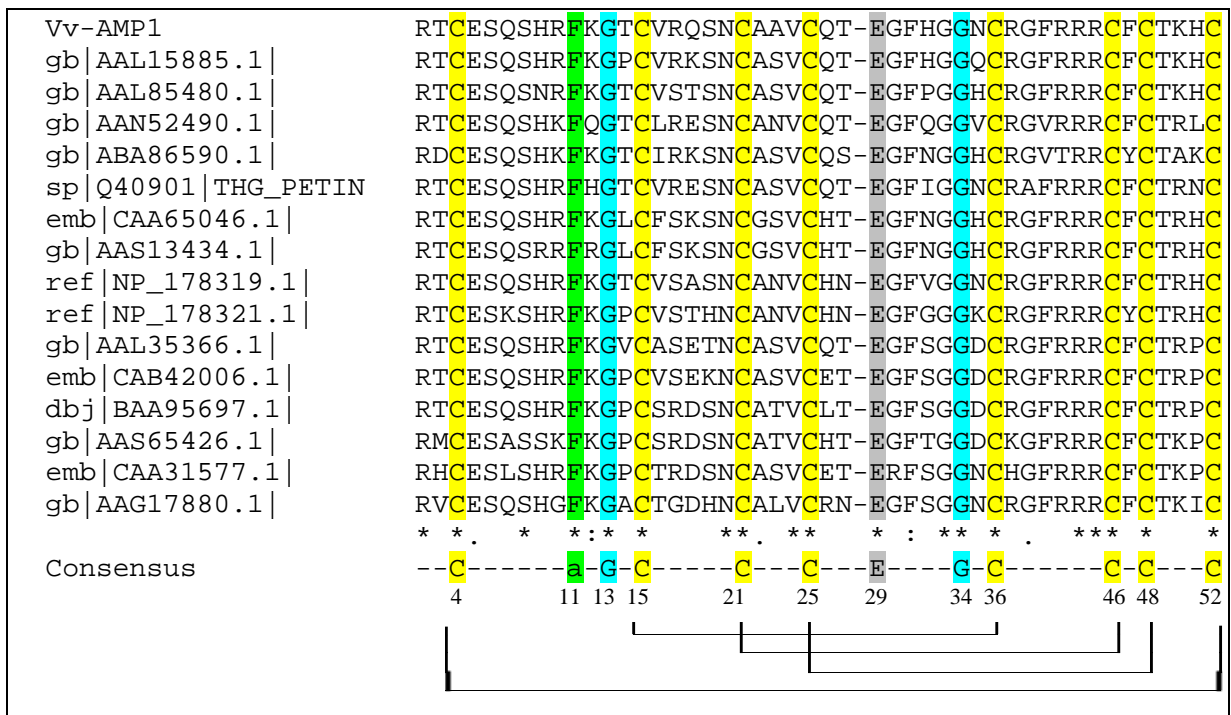 Vv-AMP1 RTCESQSHRFKGTCVRQSNCAAVCQT-EGFHGGNCRGFRRRCFCTKHC
gb|AAL15885.1| RTCESQSHRFKGPCVRKSNCASVCQT-EGFHGGQCRGFRRRCFCTKHC
gb|AAL85480.1| RTCESQSNRFKGTCVSTSNCASVCQT-EGFPGGHCRGFRRRCFCTKHC
gb|AAN52490.1| RTCESQSHKFQGTCLRESNCANVCQT-EGFQGGVCRGVRRRCFCTRLC
gb|ABA86590.1| RDCESQSHKFKGTCIRKSNCASVCQS-EGFNGGHCRGVTRRCYCTAKC
sp|Q40901|THG_PETIN RTCESQSHRFHGTCVRESNCASVCQT-EGFIGGNCRAFRRRCFCTRNC
emb|CAA65046.1| RTCESQSHRFKGLCFSKSNCGSVCHT-EGFNGGHCRGFRRRCFCTRHC
gb|AAS13434.1| RTCESQSRRFRGLCFSKSNCGSVCHT-EGFNGGHCRGFRRRCFCTRHC
ref|NP_178319.1| RTCESQSHRFKGTCVSASNCANVCHN-EGFVGGNCRGFRRRCFCTRHC
ref|NP_178321.1| RTCESKSHRFKGPCVSTHNCANVCHN-EGFGGGKCRGFRRRCYCTRHC
gb|AAL35366.1| RTCESQSHRFKGVCASETNCASVCQT-EGFSGGDCRGFRRRCFCTRPC
emb|CAB42006.1| RTCESQSHRFKGPCVSEKNCASVCET-EGFSGGDCRGFRRRCFCTRPC
dbj|BAA95697.1| RTCESQSHRFKGPCSRDSNCATVCLT-EGFSGGDCRGFRRRCFCTRPC
gb|AAS65426.1| RMCESASSKFKGPCSRDSNCATVCHT-EGFTGGDCKGFRRRCFCTKPC
emb|CAA31577.1| RHCESLSHRFKGPCTRDSNCASVCET-ERFSGGNCHGFRRRCFCTKPC
gb|AAG17880.1| RVCESQSHGFKGACTGDHNCALVCRN-EGFSGGNCRGFRRRCFCTKIC
* *. * *:* * **. ** * : ** * . *** * *
Consensus --C------a-G-C-----C---C---E----G-C------C-C---C
4 11 13 15 21 25 29 34 36 46 48 52